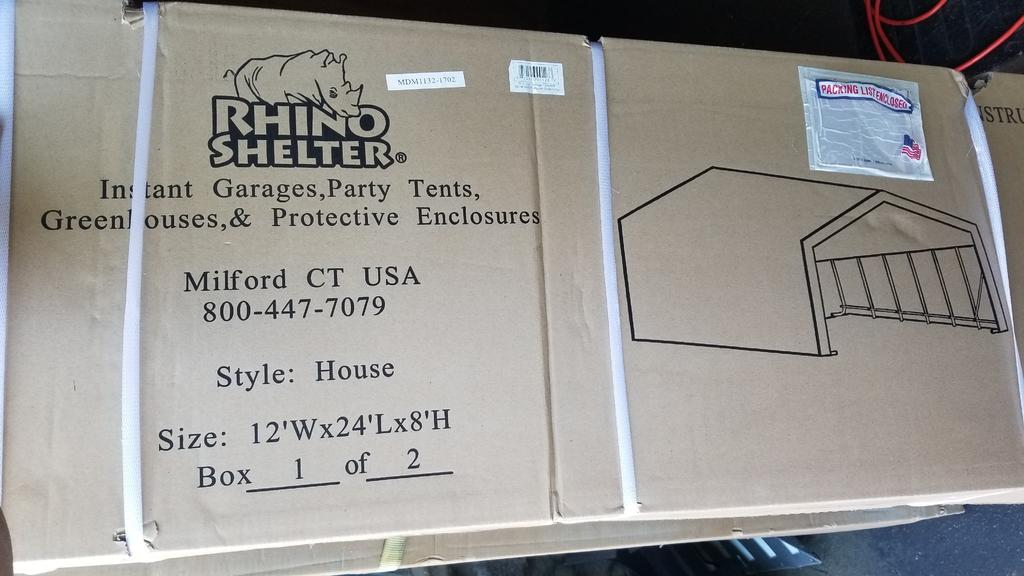 RHINO
SHELTER®
MDM1132-1702
Instant Garages,Party Tents,
Greenhouses,& Protective Enclosures
Milford CT USA
800-447-7079
Style: House
Size: 12'Wx24'Lx8'H
Box 1 of 2
PACKING LIST ENCLOSED